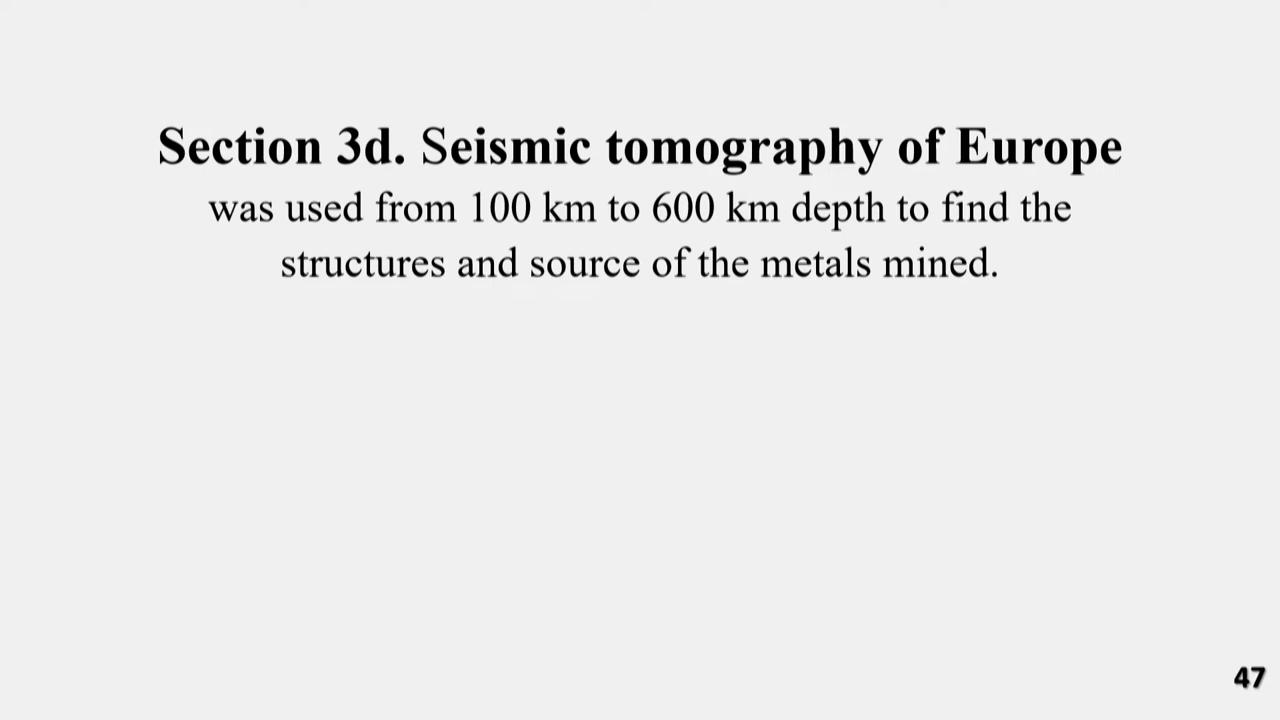 Section 3d. Seismic tomography of Europe
was used from 100 km to 600 km depth to find the
structures and source of the metals mined.
47